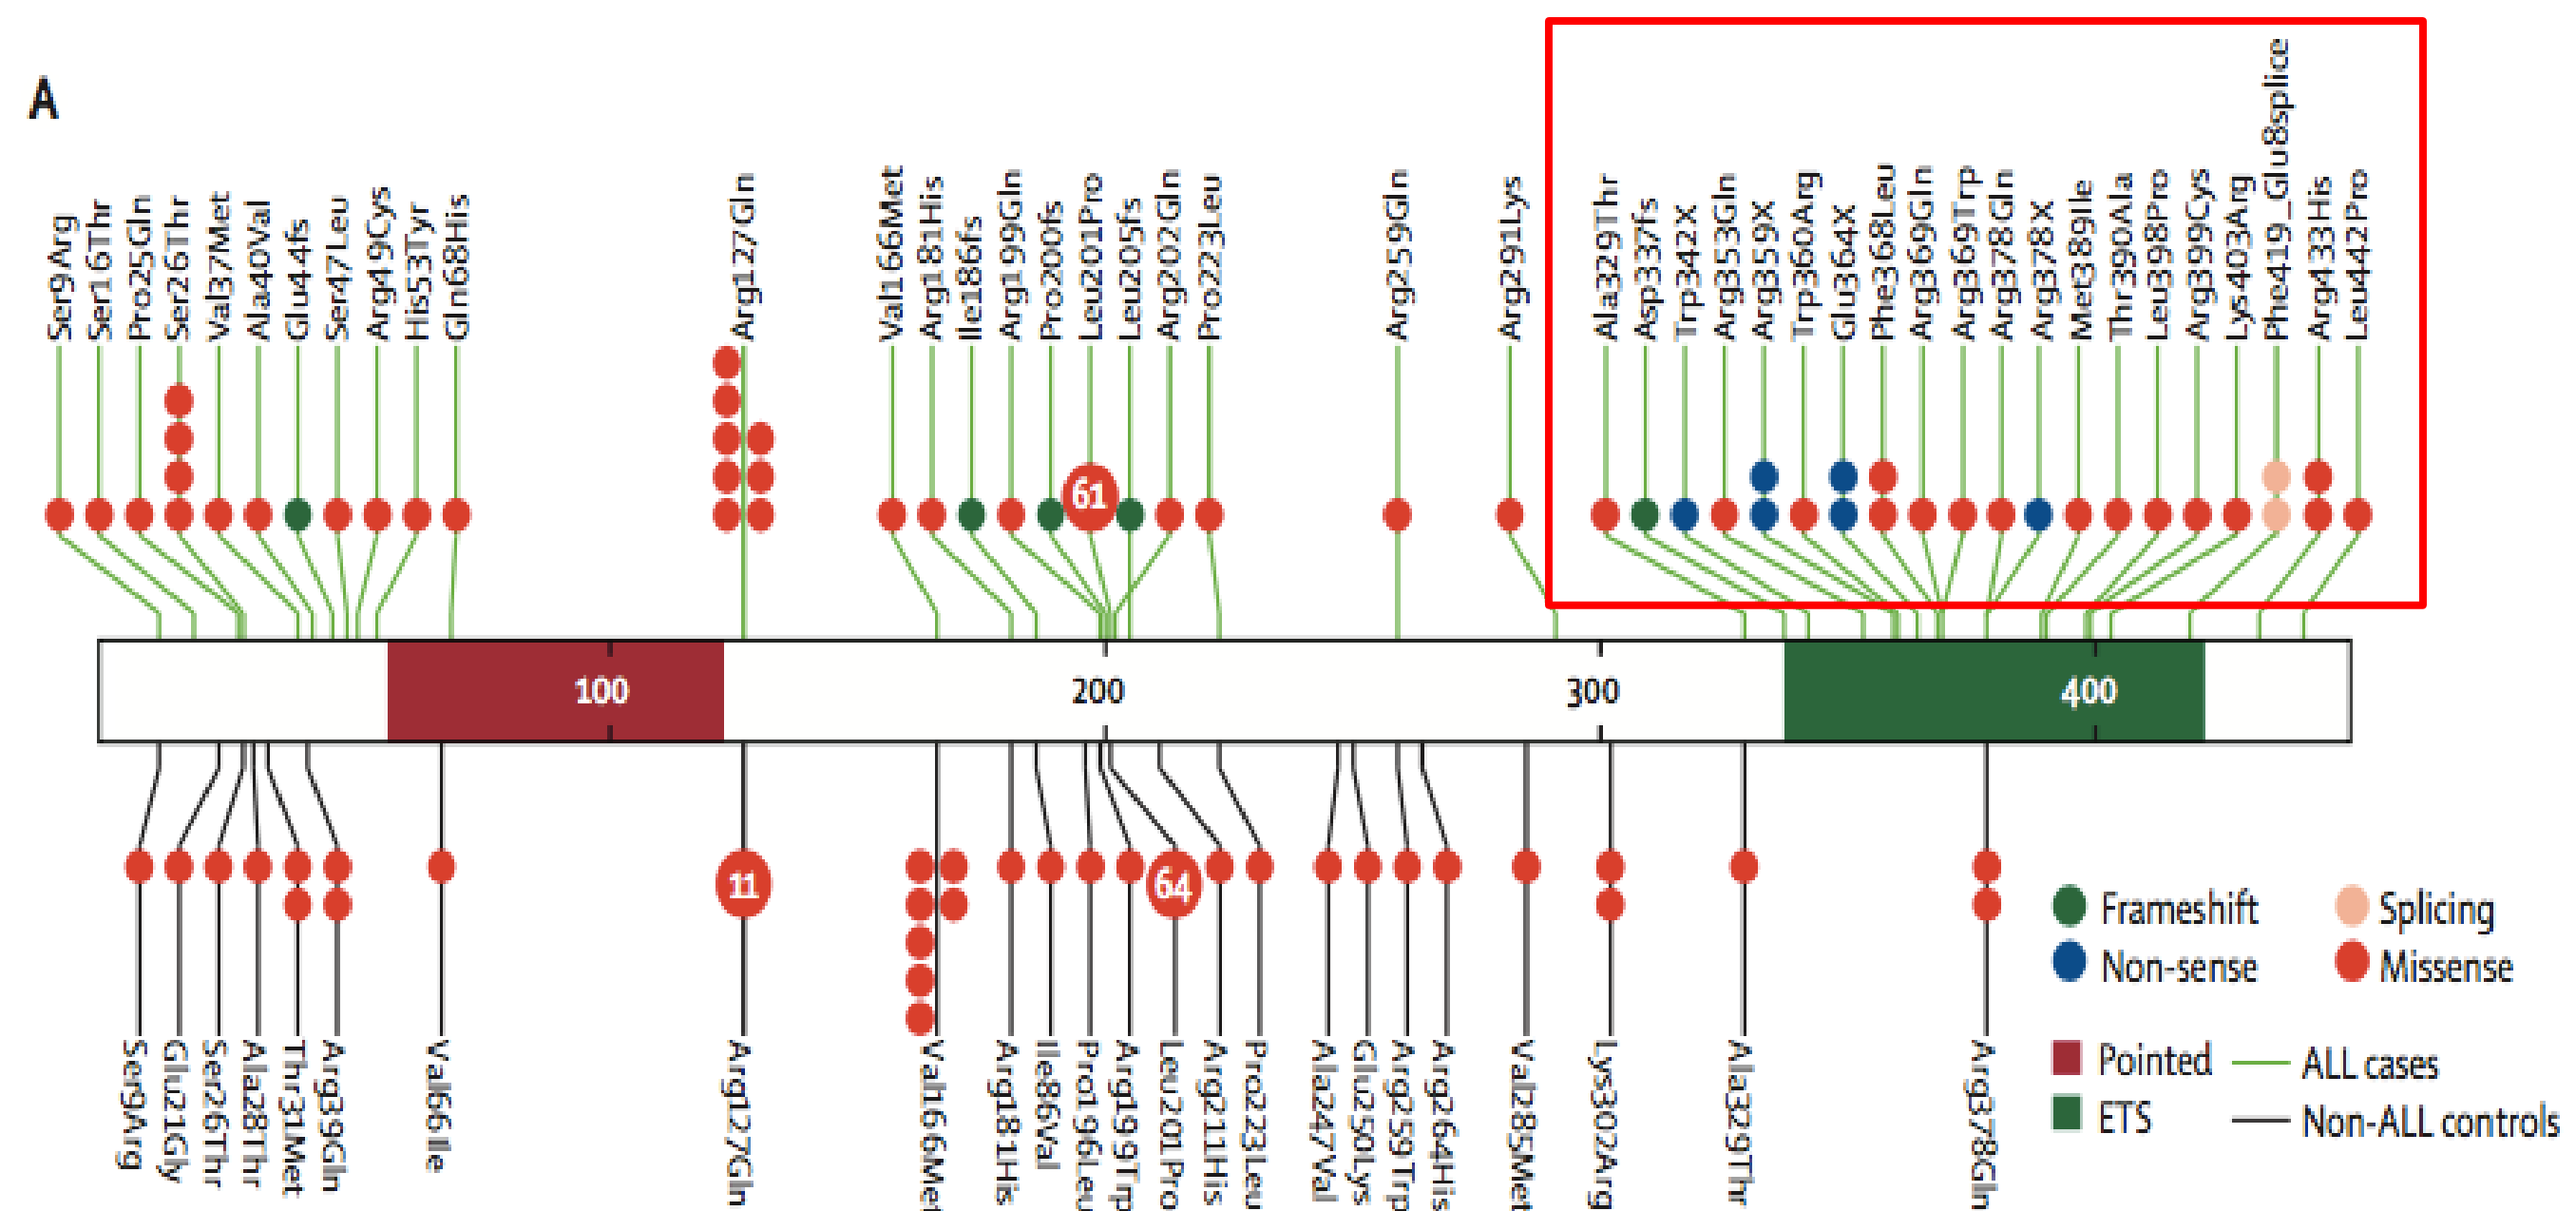 A
Ser9Arg
Ser16Thr
Pro25Gln
Ser26Thr
Val37Met
Ala40Val
Glu44fs
Ser47Leu
Arg49Cys
His53Tyr
Gln68His
Arg127Gln
Val166Met
Arg181His
Ile186fs
Arg199Gln
Pro200fs
Leu201Pro
Leu205fs
Arg202Gln
Pro223Leu
Arg259Gln
Arg291Lys
Ala329Thr
Asp337fs
Trp342X
Arg353Gln
Arg359X
Trp360Arg
Glu364X
Phe368Leu
Arg369Gln
Arg369Trp
Arg378Gln
Arg378X
Met389Ile
Thr390Ala
Leu398Pro
Arg399Cys
Lys403Arg
Phe419_Glu8splice
Arg433His
Leu442Pro
61
100
200
300
400
11
64
Ser9Arg
Glu21Gly
Ser26Thr
Ala28Thr
Thr31Met
Arg39Gln
Val66Ile
Arg127Gln
Val166Met
Arg181His
Ile86Val
Pro196Leu
Arg199Trp
Leu201Pro
Arg211His
Pro223Leu
Ala247Val
Glu250Lys
Arg259Trp
Arg264His
Val285Met
Lys302Arg
Ala329Thr
Arg378Gln
Frameshift
Splicing
Non-sense
Missense
Pointed
ALL cases
ETS
Non-ALL controls